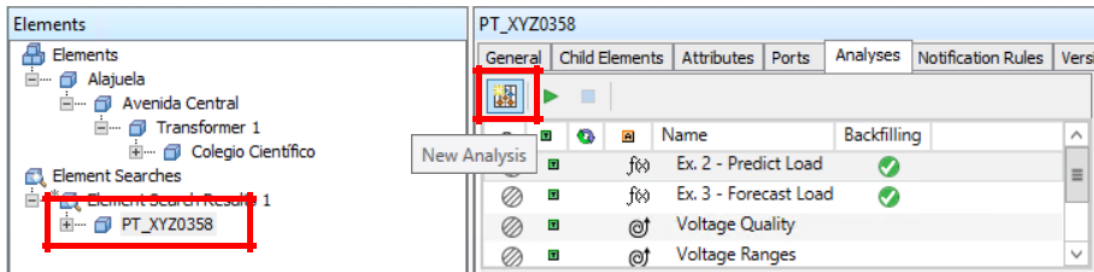 Elements
Elements
Alajuela
Avenida Central
Transformer 1
Colegio Científico
Element Searches
Element Search Results 1
PT_XYZ0358
PT_XYZ0358
General Child Elements Attributes Ports Analyses Notification Rules Versi
New Analysis
Name Backfilling
f(x) Ex. 2 - Predict Load
f(x) Ex. 3 - Forecast Load
Voltage Quality
Voltage Ranges